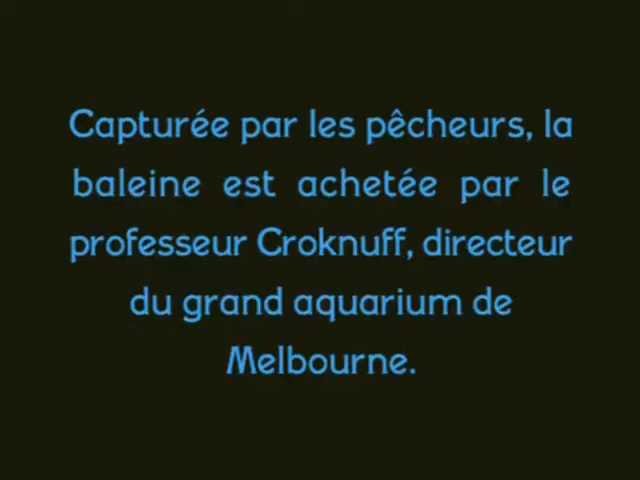 Capturée par les pêcheurs, la
baleine est achetée par le
professeur Croknuff, directeur
du grand aquarium de
Melbourne.